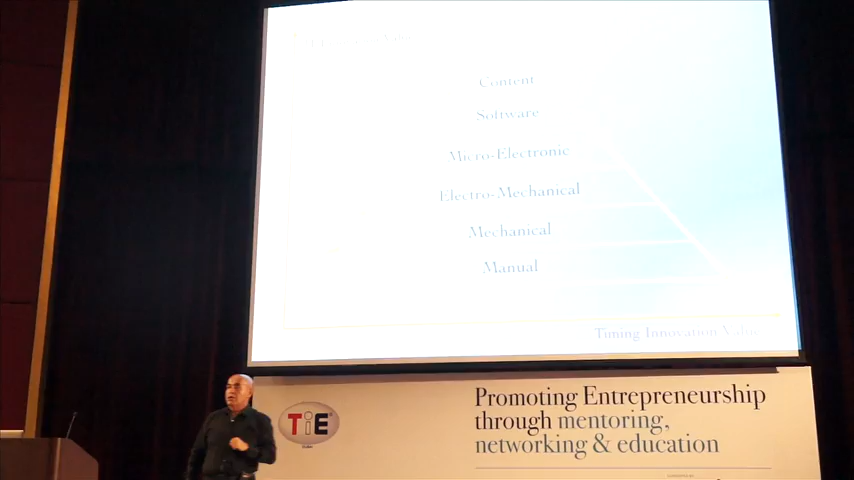 Content
Software
Micro-Electronic
Electro-Mechanical
Mechanical
Manual
Timing Innovation Value
TiE
Promoting Entrepreneurship
through mentoring,
networking & education